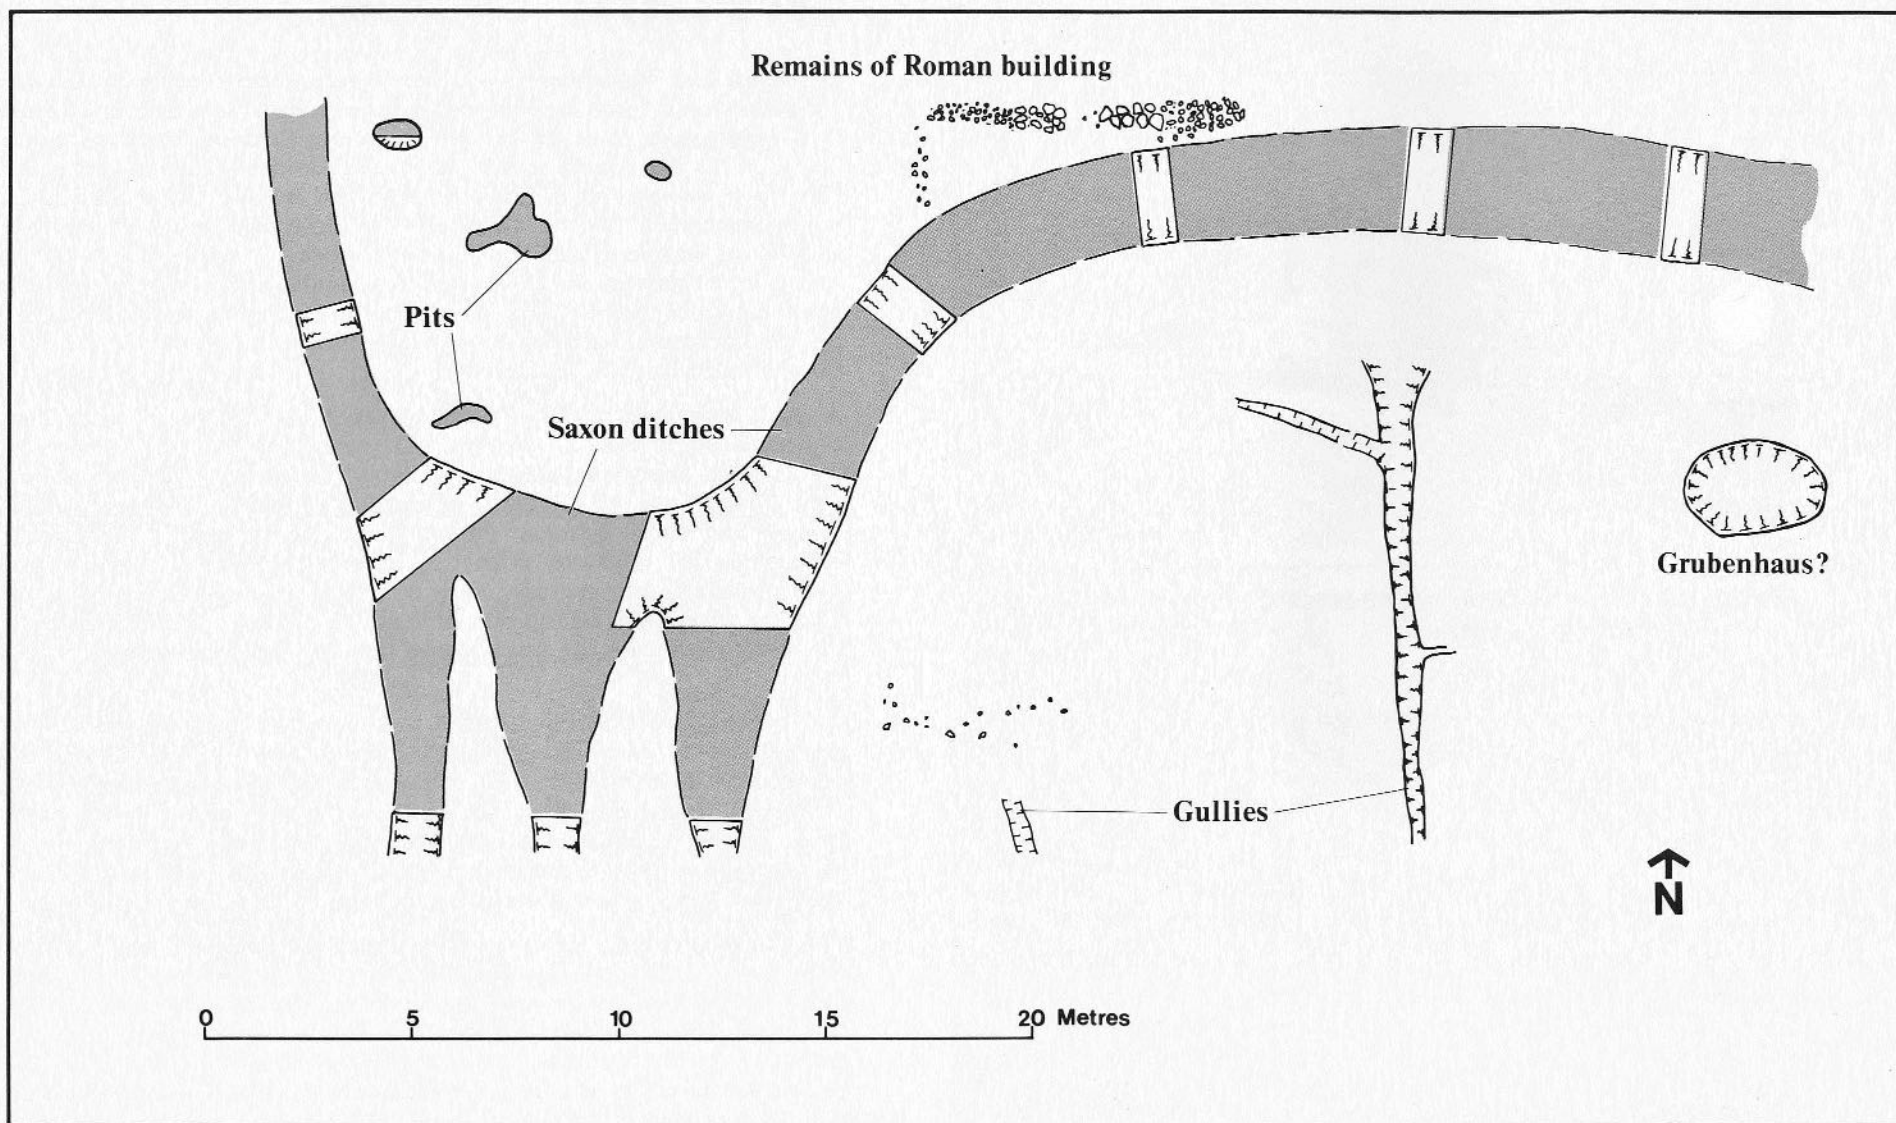 Remains of Roman building
Pits
Saxon ditches
Grubenhaus?
Gullies
N
0 5 10 15 20 Metres